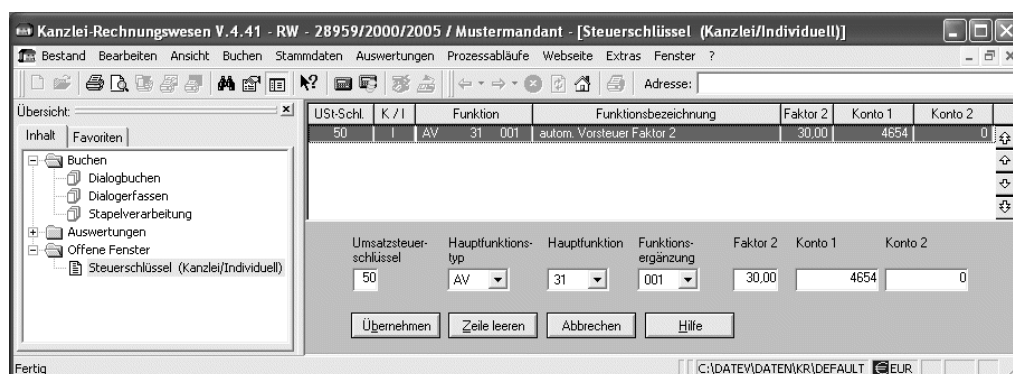 Kanzlei-Rechnungswesen V.4.41 - RW - 28959/2000/2005 / Mustermandant - [Steuerschlüssel (Kanzlei/Individuell)]
Bestand Bearbeiten Ansicht Buchen Stammdaten Auswertungen Prozessabläufe Webseite Extras Fenster ?
Adresse:
Übersicht:
Inhalt Favoriten
Buchen
Dialogbuchen
Dialogerfassen
Stapelverarbeitung
Auswertungen
Offene Fenster
Steuerschlüssel (Kanzlei/Individuell)
USt-Schl. K / I Funktion Funktionsbezeichnung Faktor 2 Konto 1 Konto 2
50 I AV 31 001 autom. Vorsteuer Faktor 2 30,00 4654 0
Umsatzsteuer- Hauptfunktions- Hauptfunktion Funktions- Faktor 2 Konto 1 Konto 2
schlüssel typ ergänzung
50 AV 31 001 30,00 4654 0
Übernehmen Zeile leeren Abbrechen Hilfe
Fertig C:\DATEV\DATEN\KR\DEFAULT EUR